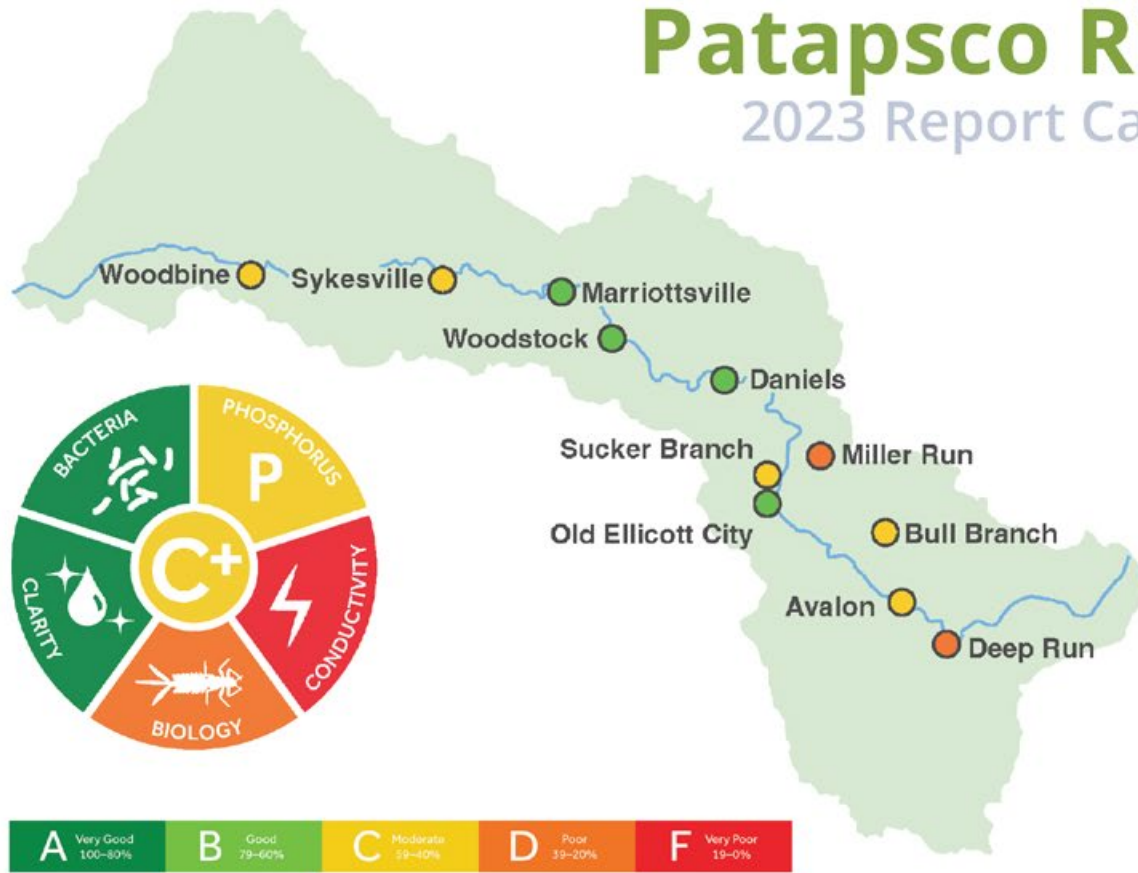 Patapsco R
2023 Report Ca
Woodbine
Sykesville
Marriottsville
Woodstock
Daniels
Sucker Branch
Miller Run
Old Ellicott City
Bull Branch
Avalon
Deep Run
BACTERIA
PHOSPHORUS
P
C+
CLARITY
CONDUCTIVITY
BIOLOGY
A Very Good 100–80%
B Good 79–60%
C Moderate 59–40%
D Poor 39–20%
F Very Poor 19–0%